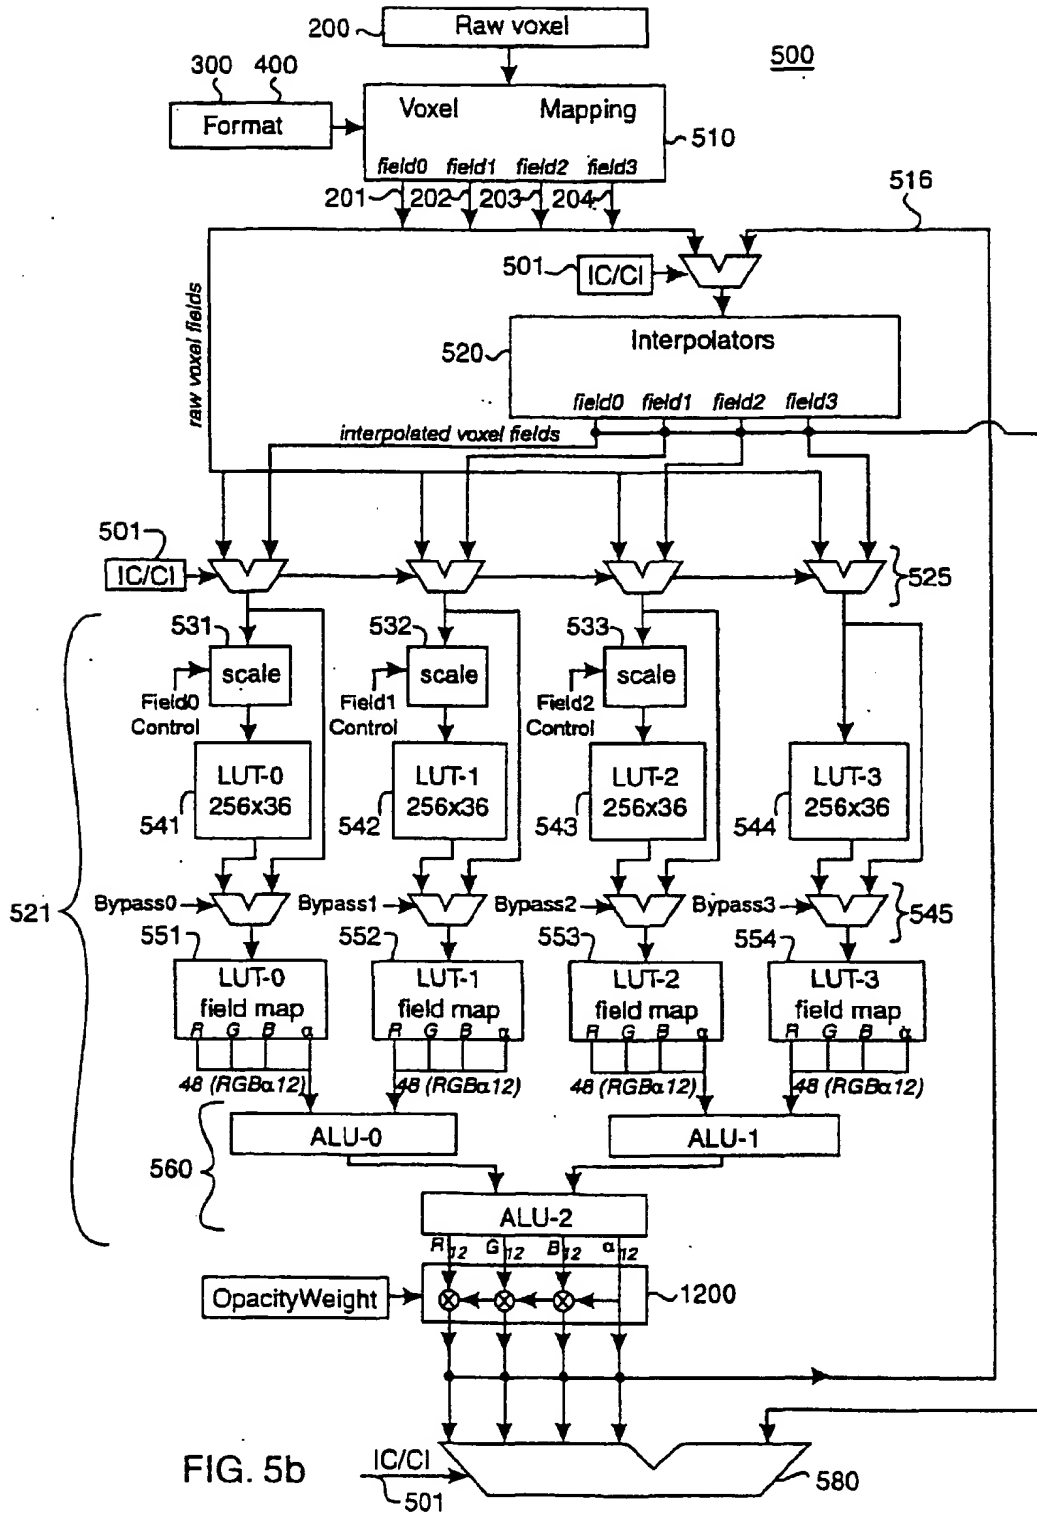 200 Raw voxel
500
300 400
Format
Voxel Mapping
510
field0 field1 field2 field3
201 202 203 204
516
501 IC/CI
raw voxel fields
Interpolators
520
field0 field1 field2 field3
interpolated voxel fields
501
IC/CI
525
531 532 533
scale scale scale
Field0 Control
Field1 Control
Field2 Control
LUT-0 LUT-1 LUT-2 LUT-3
256x36 256x36 256x36 256x36
541 542 543 544
521
Bypass0 Bypass1 Bypass2 Bypass3
545
551 552 553 554
LUT-0 LUT-1 LUT-2 LUT-3
field map field map field map field map
R G B α R G B α R G B α R G B α
48 (RGBα12) 48 (RGBα12) 48 (RGBα12) 48 (RGBα12)
ALU-0 ALU-1
560
ALU-2
R 12 G 12 B 12 α 12
OpacityWeight
1200
FIG. 5b
IC/CI
501
580